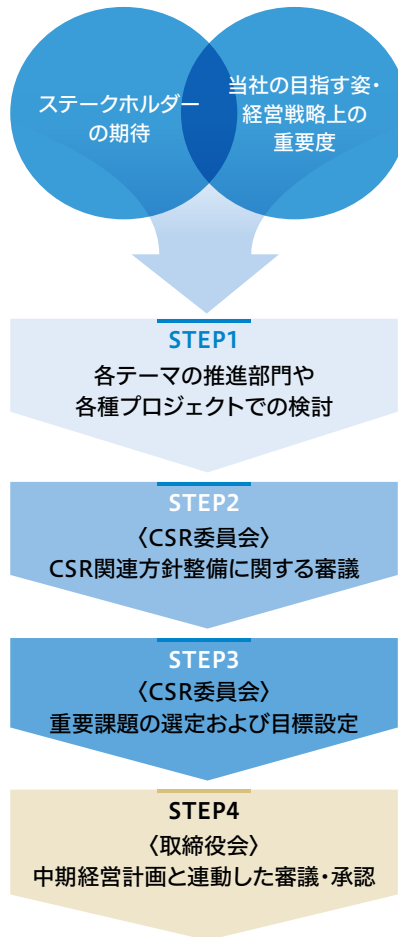 ステークホルダー
の期待
当社の目指す姿・
経営戦略上の
重要度
STEP1
各テーマの推進部門や
各種プロジェクトでの検討
STEP2
〈CSR委員会〉
CSR関連方針整備に関する審議
STEP3
〈CSR委員会〉
重要課題の選定および目標設定
STEP4
〈取締役会〉
中期経営計画と連動した審議・承認